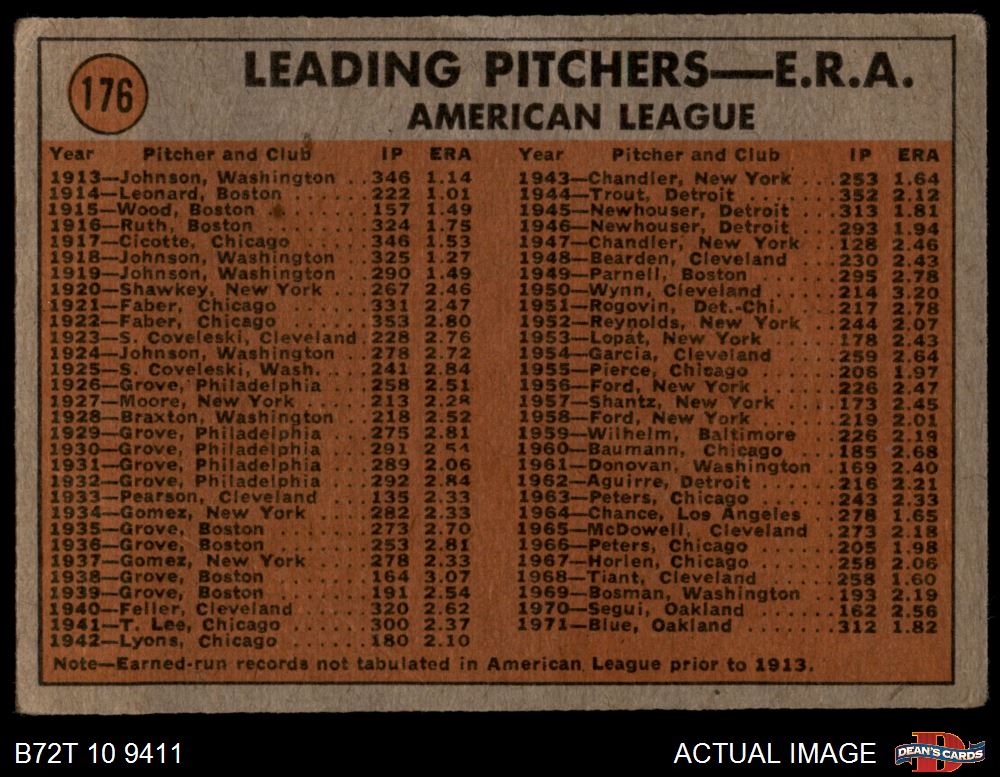 176
LEADING PITCHERS—E.R.A.
AMERICAN LEAGUE
Year Pitcher and Club IP ERA
1913—Johnson, Washington .. 346 1.14
1914—Leonard, Boston ...... 222 1.01
1915—Wood, Boston ........ 157 1.49
1916—Ruth, Boston ........ 324 1.75
1917—Cicotte, Chicago ...... 346 1.53
1918—Johnson, Washington .. 325 1.27
1919—Johnson, Washington .. 290 1.49
1920—Shawkey, New York ... 267 2.46
1921—Faber, Chicago ....... 331 2.47
1922—Faber, Chicago ....... 353 2.80
1923—S. Coveleski, Cleveland . 228 2.76
1924—Johnson, Washington .. 278 2.72
1925—S. Coveleski, Wash. ... 241 2.84
1926—Grove, Philadelphia ... 258 2.51
1927—Moore, New York ..... 213 2.28
1928—Braxton, Washington .. 218 2.52
1929—Grove, Philadelphia ... 275 2.81
1930—Grove, Philadelphia ... 291 2.54
1931—Grove, Philadelphia ... 289 2.06
1932—Grove, Philadelphia ... 292 2.84
1933—Pearson, Cleveland ... 135 2.33
1934—Gomez, New York .... 282 2.33
1935—Grove, Boston ....... 273 2.70
1936—Grove, Boston ....... 253 2.81
1937—Gomez, New York .... 278 2.33
1938—Grove, Boston ....... 164 3.07
1939—Grove, Boston ....... 191 2.54
1940—Feller, Cleveland ..... 320 2.62
1941—T. Lee, Chicago ...... 300 2.37
1942—Lyons, Chicago ...... 180 2.10
Year Pitcher and Club IP ERA
1943—Chandler, New York ... 253 1.64
1944—Trout, Detroit ....... 352 2.12
1945—Newhouser, Detroit ... 313 1.81
1946—Newhouser, Detroit ... 293 1.94
1947—Chandler, New York .. 128 2.46
1948—Bearden, Cleveland ... 230 2.43
1949—Parnell, Boston ...... 295 2.78
1950—Wynn, Cleveland ..... 214 3.20
1951—Rogovin, Det.-Chi. .... 217 2.78
1952—Reynolds, New York .. 244 2.07
1953—Lopat, New York ..... 178 2.43
1954—Garcia, Cleveland .... 259 2.64
1955—Pierce, Chicago ...... 206 1.97
1956—Ford, New York ...... 226 2.47
1957—Shantz, New York .... 173 2.45
1958—Ford, New York ...... 219 2.01
1959—Wilhelm, Baltimore ... 226 2.19
1960—Baumann, Chicago .... 185 2.68
1961—Donovan, Washington . 169 2.40
1962—Aguirre, Detroit ...... 216 2.21
1963—Peters, Chicago ...... 243 2.33
1964—Chance, Los Angeles .. 278 1.65
1965—McDowell, Cleveland .. 273 2.18
1966—Peters, Chicago ...... 205 1.98
1967—Horlen, Chicago ...... 258 2.06
1968—Tiant, Cleveland ..... 258 1.60
1969—Bosman, Washington .. 193 2.19
1970—Segui, Oakland ...... 162 2.56
1971—Blue, Oakland ....... 312 1.82
Note—Earned-run records not tabulated in American League prior to 1913.
B72T 10 9411
ACTUAL IMAGE
DEAN'S CARDS